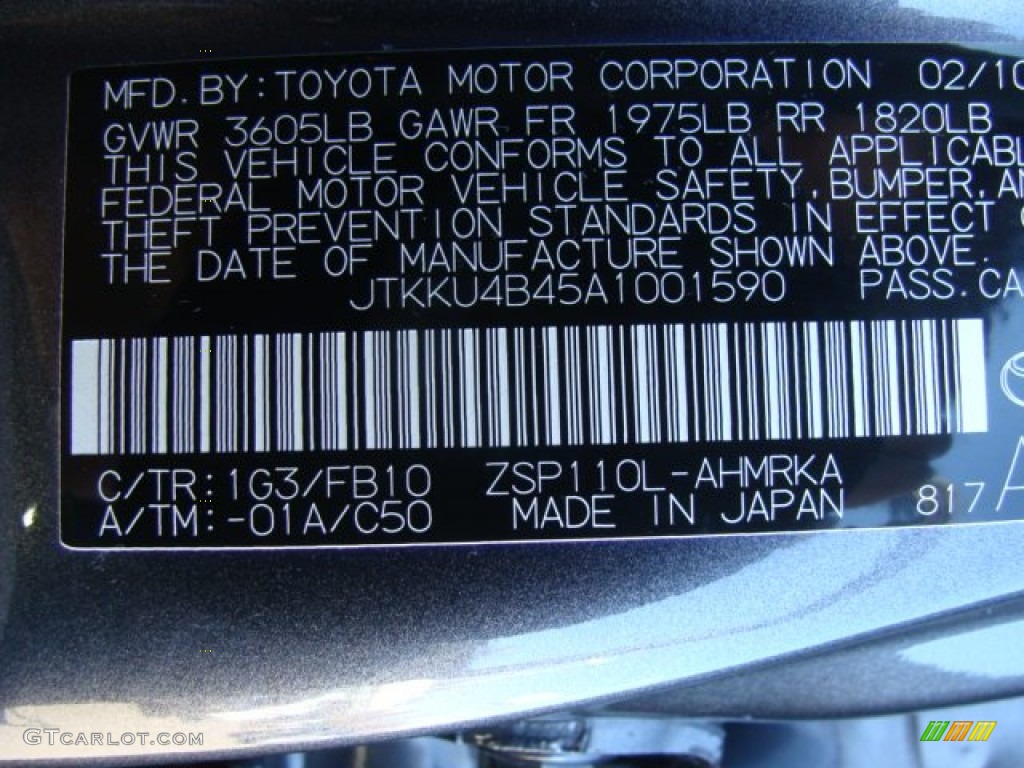 MFD. BY: TOYOTA MOTOR CORPORATION 02/10
GVWR 3605LB GAWR FR 1975LB RR 1820LB
THIS VEHICLE CONFORMS TO ALL APPLICABL
FEDERAL MOTOR VEHICLE SAFETY, BUMPER, AN
THEFT PREVENTION STANDARDS IN EFFECT O
THE DATE OF MANUFACTURE SHOWN ABOVE.
JTKKU4B45A1001590 PASS. CA
C/TR: 1G3/FB10 ZSP110L-AHMRKA
A/TM: -01A/C50 MADE IN JAPAN 817 A
GTCarLot.com